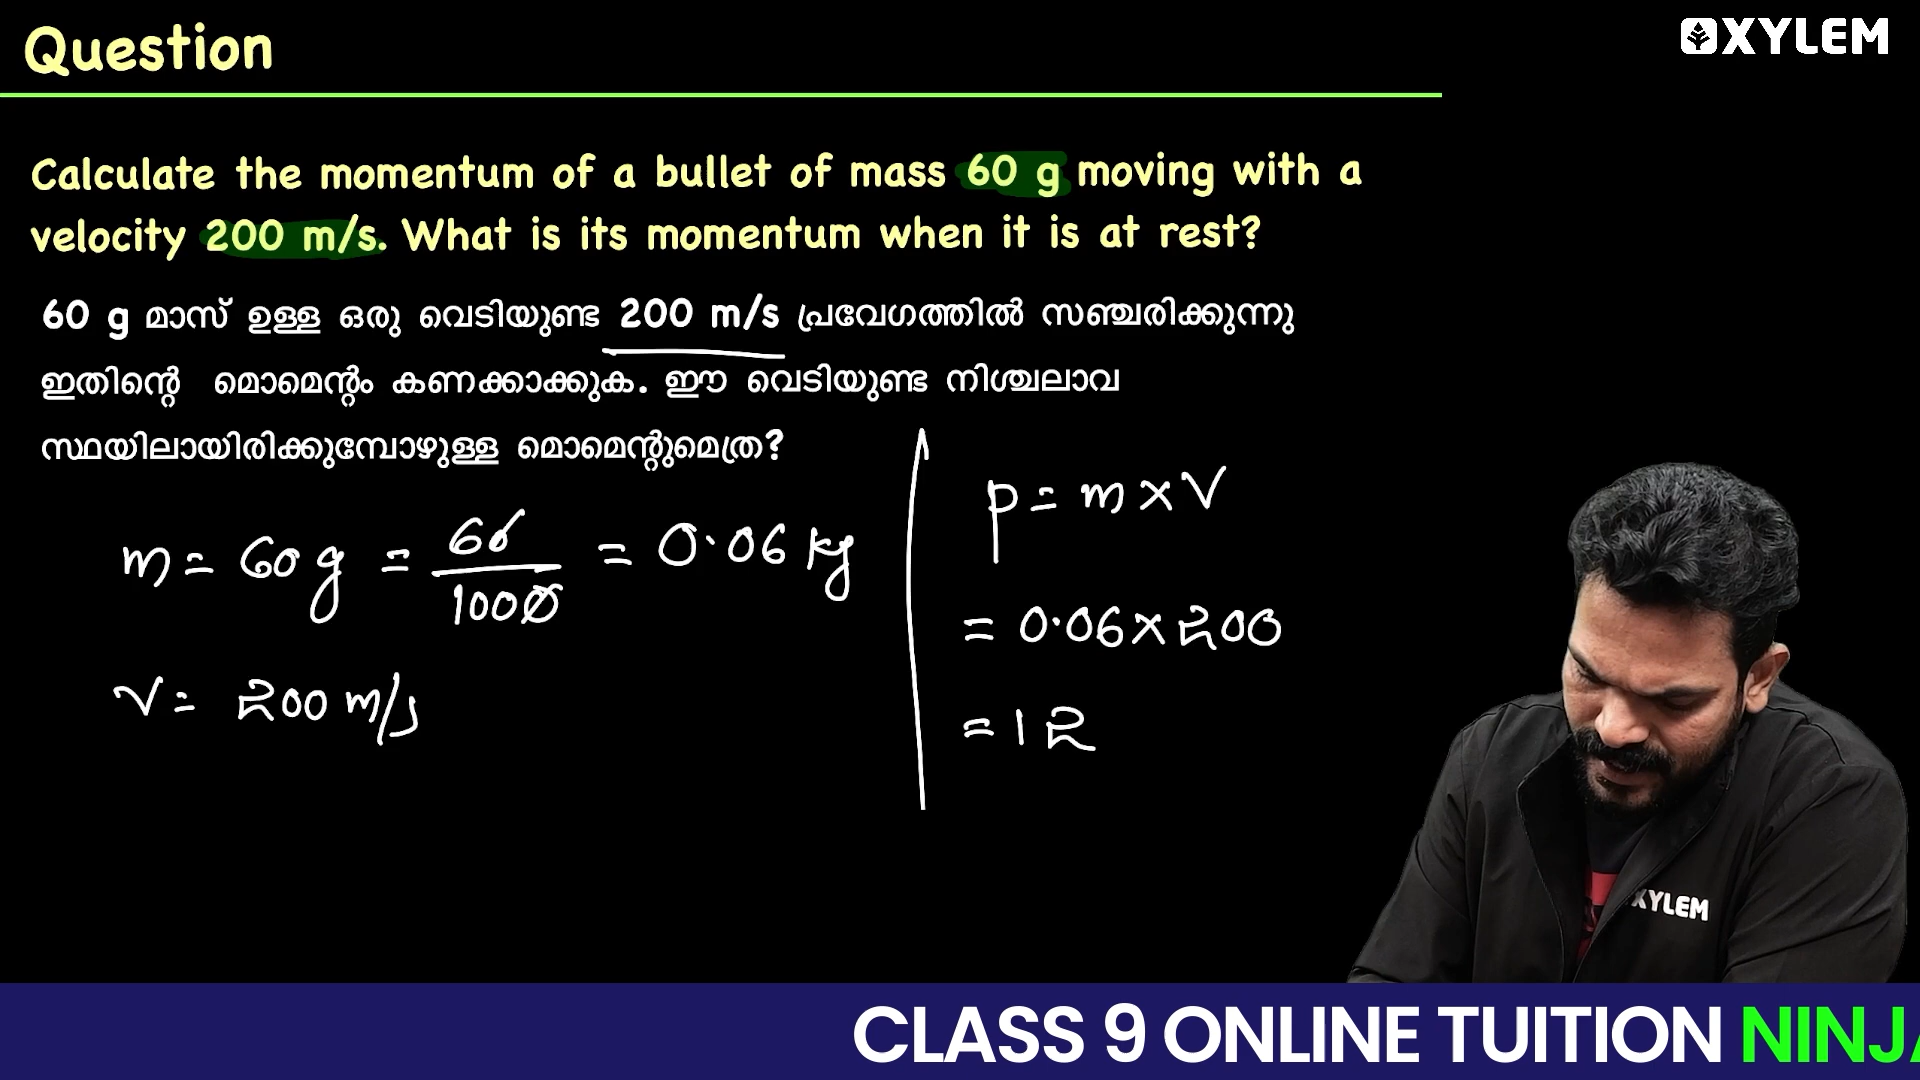 Question
XYLEM
Calculate the momentum of a bullet of mass 60 g moving with a
velocity 200 m/s. What is its momentum when it is at rest?
60 g മാസ് ഉള്ള ഒരു വെടിയുണ്ട 200 m/s പ്രവേഗത്തിൽ സഞ്ചരിക്കുന്നു
ഇതിന്റെ മൊമെന്റം കണക്കാക്കുക. ഈ വെടിയുണ്ട നിശ്ചലാവ
സ്ഥയിലായിരിക്കുമ്പോഴുള്ള മൊമെന്റുമെത്ര?
m = 60 g = 60/1000 = 0.06 kg
v = 200 m/s
p = m × v
= 0.06 × 200
= 12
XYLEM
CLASS 9 ONLINE TUITION NINJA